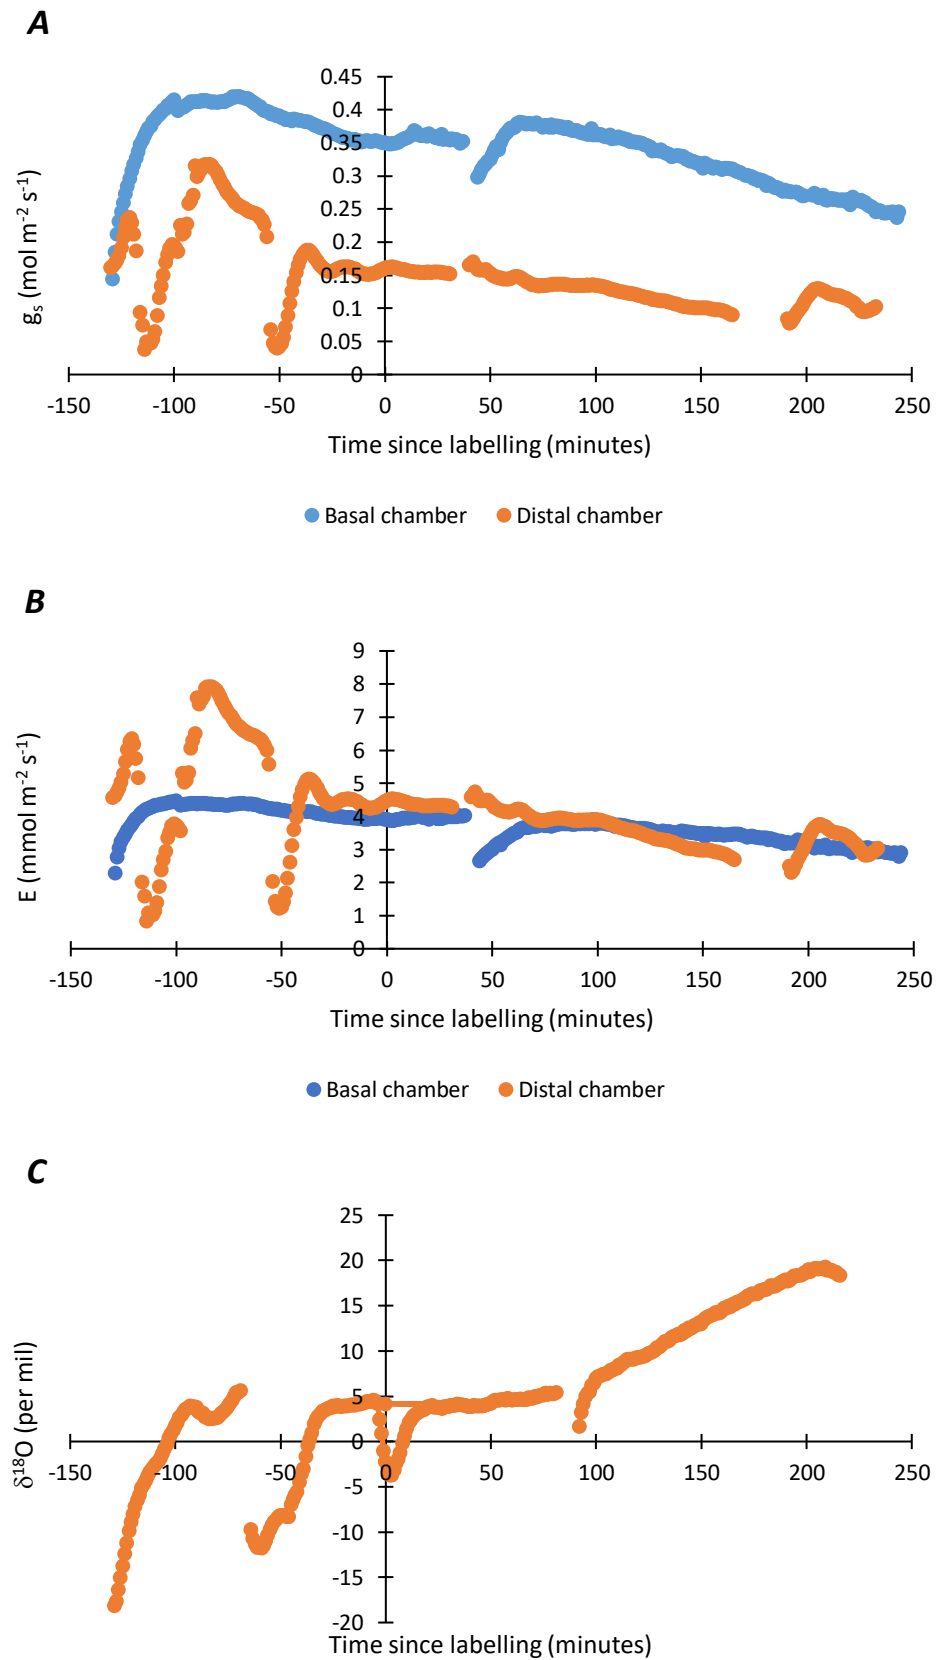 A
0.45
0.4
0.35
0.3
0.25
0.2
0.15
0.1
0.05
0
-150 -100 -50 0 50 100 150 200 250
gs (mol m-2 s-1)
Time since labelling (minutes)
Basal chamber Distal chamber
B
9
8
7
6
5
4
3
2
1
0
-150 -100 -50 0 50 100 150 200 250
E (mmol m-2 s-1)
Time since labelling (minutes)
Basal chamber Distal chamber
C
25
20
15
10
5
0
-150 -100 -50 0 50 100 150 200 250
-5
-10
-15
-20
δ18O (per mil)
Time since labelling (minutes)